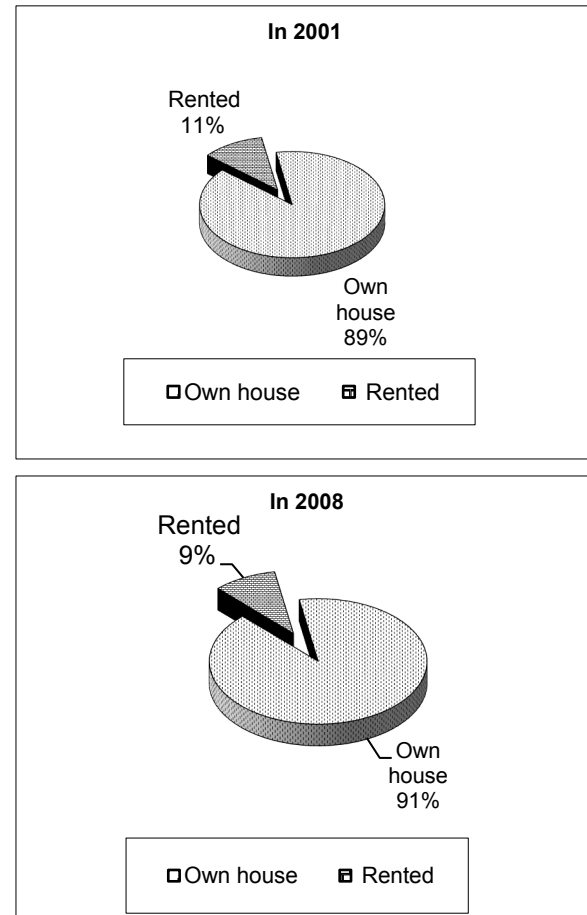 In 2001
Rented
11%
Own
house
89%
Own house Rented
In 2008
Rented
9%
Own
house
91%
Own house Rented